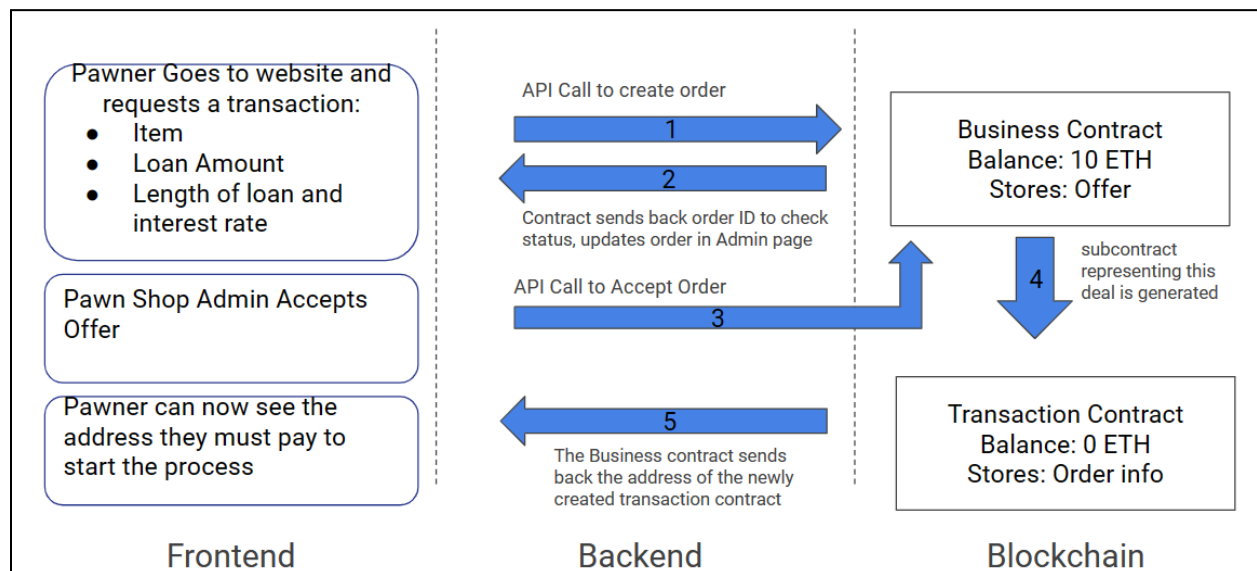 Pawner Goes to website and
requests a transaction:
● Item
● Loan Amount
● Length of loan and
interest rate
API Call to create order
1
2
Contract sends back order ID to check
status, updates order in Admin page
Business Contract
Balance: 10 ETH
Stores: Offer
Pawn Shop Admin Accepts
Offer
API Call to Accept Order
3
4
subcontract
representing this
deal is generated
Pawner can now see the
address they must pay to
start the process
5
The Business contract sends
back the address of the newly
created transaction contract
Transaction Contract
Balance: 0 ETH
Stores: Order info
Frontend
Backend
Blockchain